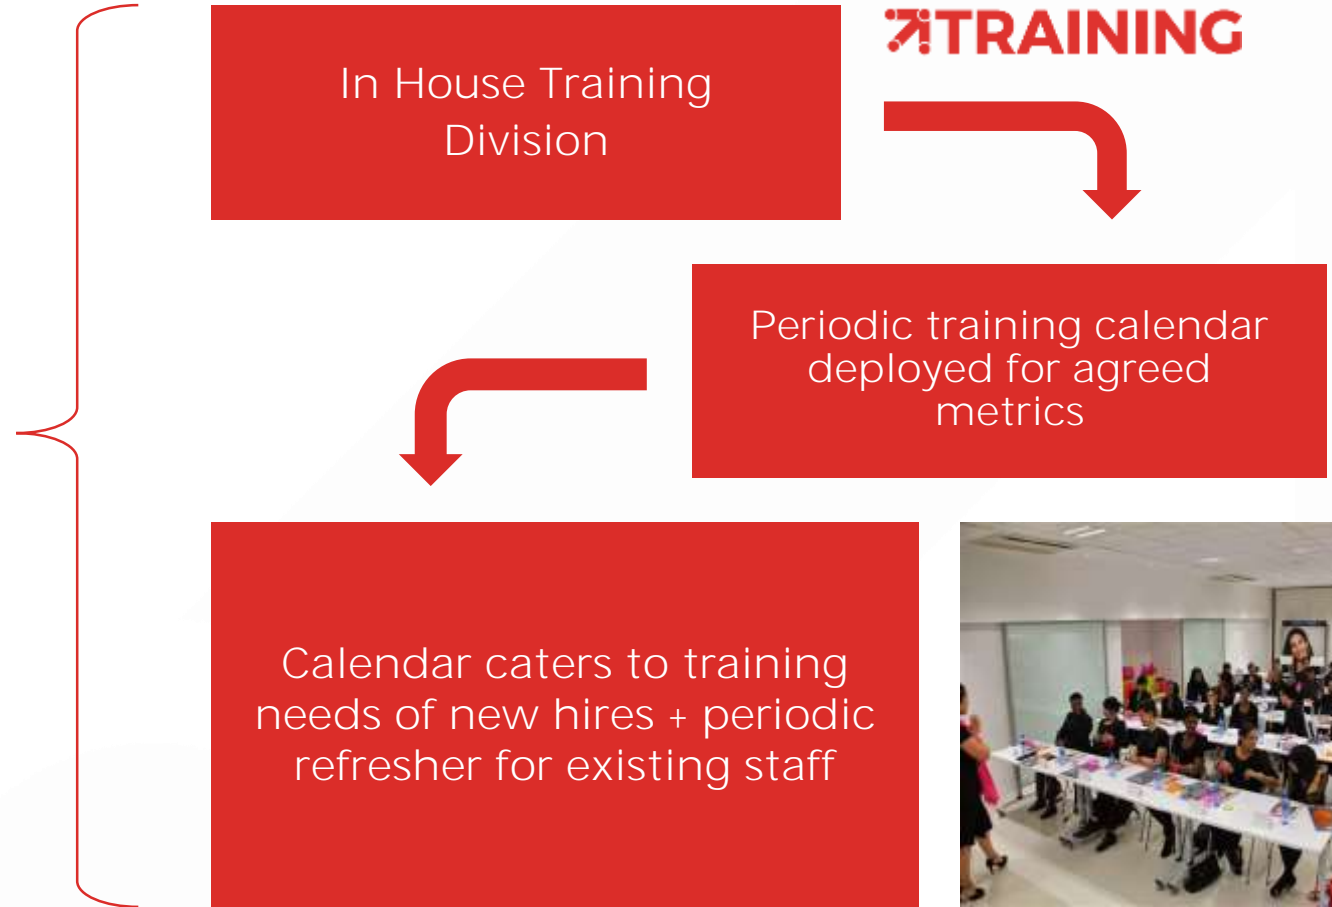 In House Training
Division
TRAINING
Periodic training calendar
deployed for agreed
metrics
Calendar caters to training
needs of new hires + periodic
refresher for existing staff